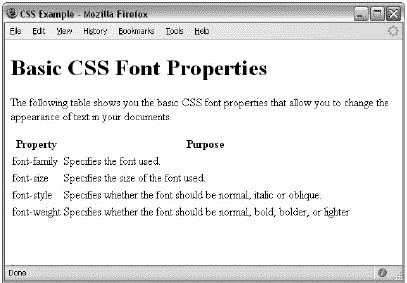 CSS Example - Mozilla Firefox
File Edit View History Bookmarks Tools Help
Basic CSS Font Properties
The following table shows you the basic CSS font properties that allow you to change the
appearance of text in your documents.
Property Purpose
font-family Specifies the font used.
font-size Specifies the size of the font used.
font-style Specifies whether the font should be normal, italic or oblique.
font-weight Specifies whether the font should be normal, bold, bolder, or lighter
Done